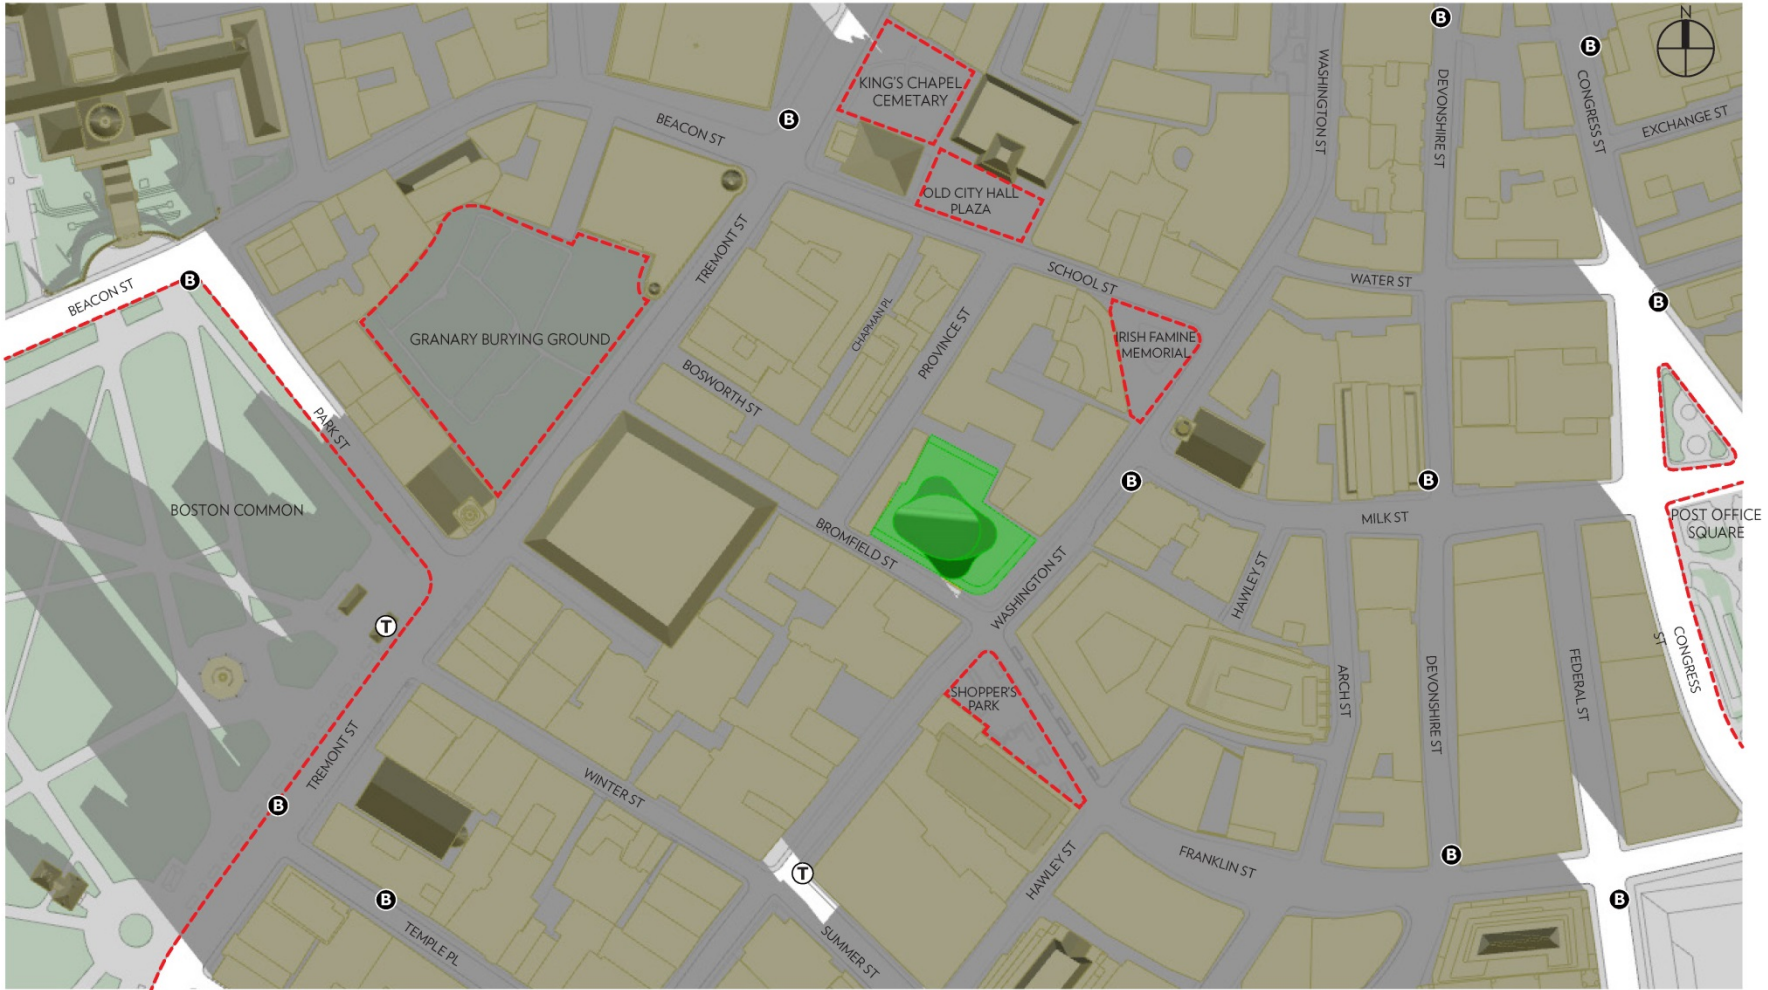 N
B
B
KING'S CHAPEL
CEMETARY
BEACON ST
B
WASHINGTON ST
DEVONSHIRE ST
CONGRESS ST
EXCHANGE ST
OLD CITY HALL
PLAZA
TREMONT ST
BEACON ST
B
SCHOOL ST
WATER ST
B
GRANARY BURYING GROUND
CHAPMAN PL
PROVINCE ST
IRISH FAMINE
MEMORIAL
BOSWORTH ST
PARK ST
B
B
BOSTON COMMON
BROMFIELD ST
MILK ST
POST OFFICE
SQUARE
WASHINGTON ST
HAWLEY ST
T
SHOPPER'S
PARK
ARCH ST
DEVONSHIRE ST
FEDERAL ST
CONGRESS
ST
TREMONT ST
WINTER ST
B
T
HAWLEY ST
FRANKLIN ST
B
B
B
TEMPLE PL
SUMMER ST